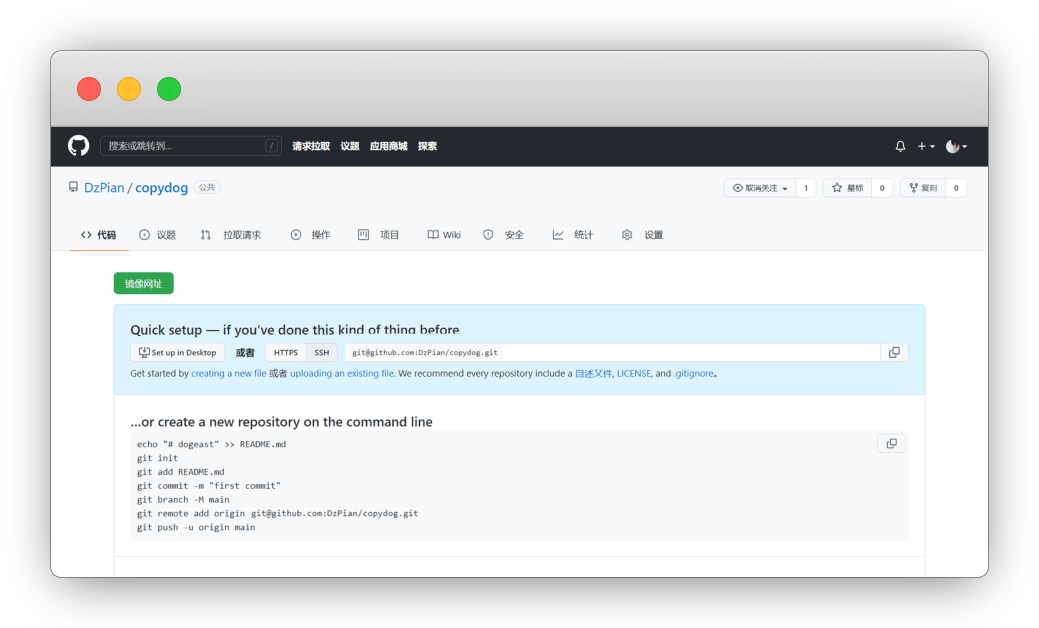 搜索或跳转到... / 请求拉取 议题 应用商城 探索
DzPian / copydog 公共 取消关注 1 星标 0 复刻 0
代码 议题 拉取请求 操作 项目 Wiki 安全 统计 设置
镜像网址
Quick setup — if you've done this kind of thing before
Set up in Desktop 或者 HTTPS SSH git@github.com:DzPian/copydog.git
Get started by creating a new file 或者 uploading an existing file. We recommend every repository include a 自述文件, LICENSE, and .gitignore。
...or create a new repository on the command line
echo "# dogeast" >> README.md
git init
git add README.md
git commit -m "first commit"
git branch -M main
git remote add origin git@github.com:DzPian/copydog.git
git push -u origin main